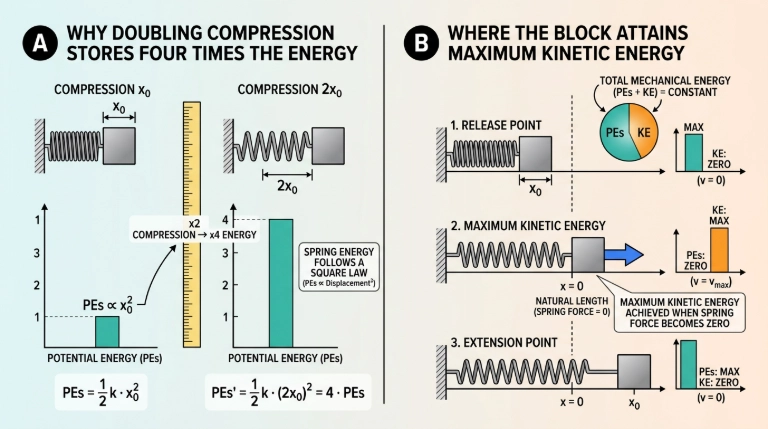 A
WHY DOUBLING COMPRESSION
STORES FOUR TIMES THE ENERGY
COMPRESSION x₀
x₀
COMPRESSION 2x₀
2x₀
1
3
2
1
PEs ∝ x₀²
POTENTIAL ENERGY (PEs)
x2
COMPRESSION → x4 ENERGY
4
3
2
1
SPRING ENERGY
FOLLOWS A
SQUARE LAW
(PEs ∝ Displacement²)
POTENTIAL ENERGY (PEs)
PEs = 1/2 k · x₀²
PEs' = 1/2 k · (2x₀)² = 4 · PEs
B
WHERE THE BLOCK ATTAINS
MAXIMUM KINETIC ENERGY
TOTAL MECHANICAL ENERGY
(PEs + KE) = CONSTANT
PEs
KE
1. RELEASE POINT
x₀
MAX
KE:
ZERO
(v = 0)
2. MAXIMUM KINETIC ENERGY
x = 0
NATURAL LENGTH
(SPRING FORCE = 0)
KE:
MAX
PEs:
ZERO
(v = vmax)
MAXIMUM KINETIC ENERGY
ACHIEVED WHEN SPRING
FORCE BECOMES ZERO
3. EXTENSION POINT
x = 0
x₀
PEs: MAX
KE: ZERO
(v = 0)